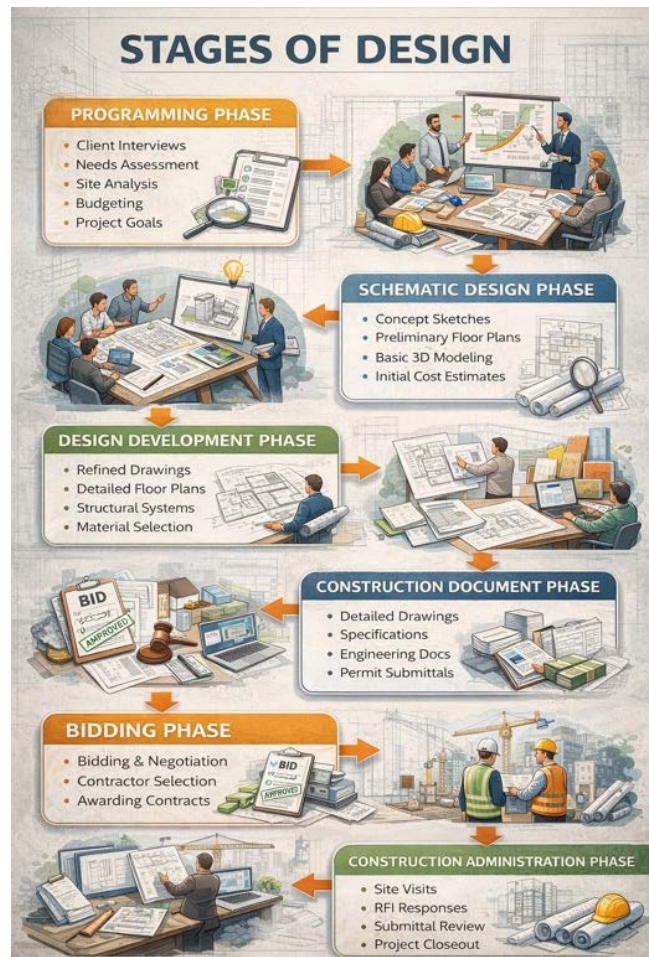 STAGES OF DESIGN
PROGRAMMING PHASE
• Client Interviews
• Needs Assessment
• Site Analysis
• Budgeting
• Project Goals
SCHEMATIC DESIGN PHASE
• Concept Sketches
• Preliminary Floor Plans
• Basic 3D Modeling
• Initial Cost Estimates
DESIGN DEVELOPMENT PHASE
• Refined Drawings
• Detailed Floor Plans
• Structural Systems
• Material Selection
CONSTRUCTION DOCUMENT PHASE
• Detailed Drawings
• Specifications
• Engineering Docs
• Permit Submittals
BID
APPROVED
BIDDING PHASE
• Bidding & Negotiation
• Contractor Selection
• Awarding Contracts
BID
APPROVED
CONSTRUCTION ADMINISTRATION PHASE
• Site Visits
• RFI Responses
• Submittal Review
• Project Closeout